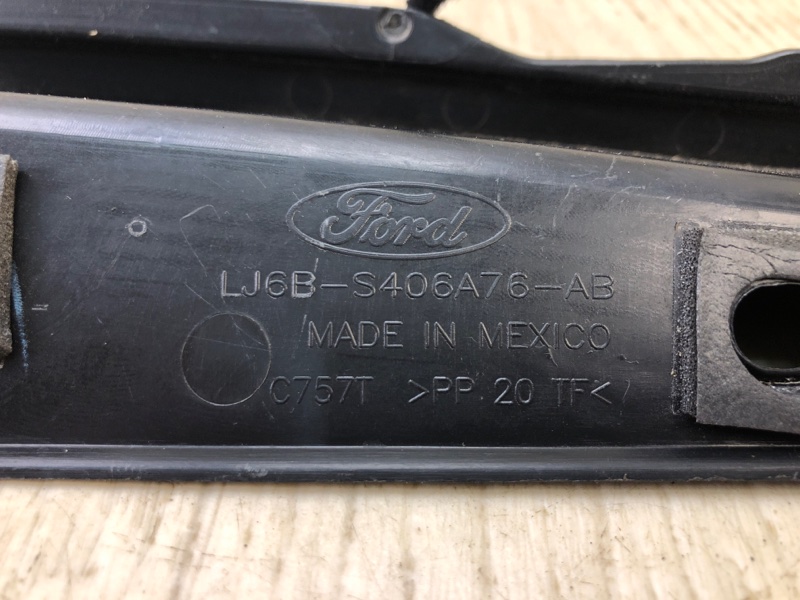 Ford
LJ6B-S406A76-AB
MADE IN MEXICO
C757T >PP 20 TF<